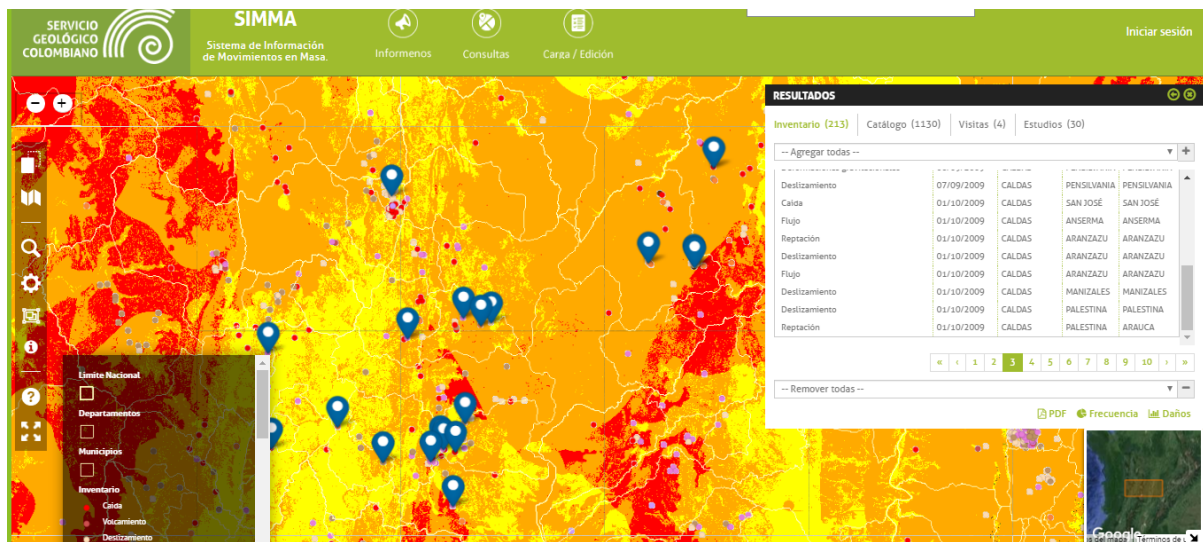 SERVICIO
GEOLÓGICO
COLOMBIANO
SIMMA
Sistema de Información
de Movimientos en Masa.
Informenos
Consultas
Carga / Edición
Iniciar sesión
RESULTADOS
Inventario (213) Catálogo (1130) Visitas (4) Estudios (30)
-- Agregar todas --
Deslizamiento 07/09/2009 CALDAS PENSILVANIA PENSILVANIA
Caida 01/10/2009 CALDAS SAN JOSÉ SAN JOSÉ
Flujo 01/10/2009 CALDAS ANSERMA ANSERMA
Reptación 01/10/2009 CALDAS ARANZAZU ARANZAZU
Deslizamiento 01/10/2009 CALDAS ARANZAZU ARANZAZU
Flujo 01/10/2009 CALDAS ARANZAZU ARANZAZU
Deslizamiento 01/10/2009 CALDAS MANIZALES MANIZALES
Deslizamiento 01/10/2009 CALDAS PALESTINA PALESTINA
Reptación 01/10/2009 CALDAS PALESTINA ARAUCA
« ‹ 1 2 3 4 5 6 7 8 9 10 › »
-- Remover todas --
PDF Frecuencia Daños
Limite Nacional
Departamentos
Municipios
Inventario
Caida
Volcamiento
Deslizamiento
Google
Términos de